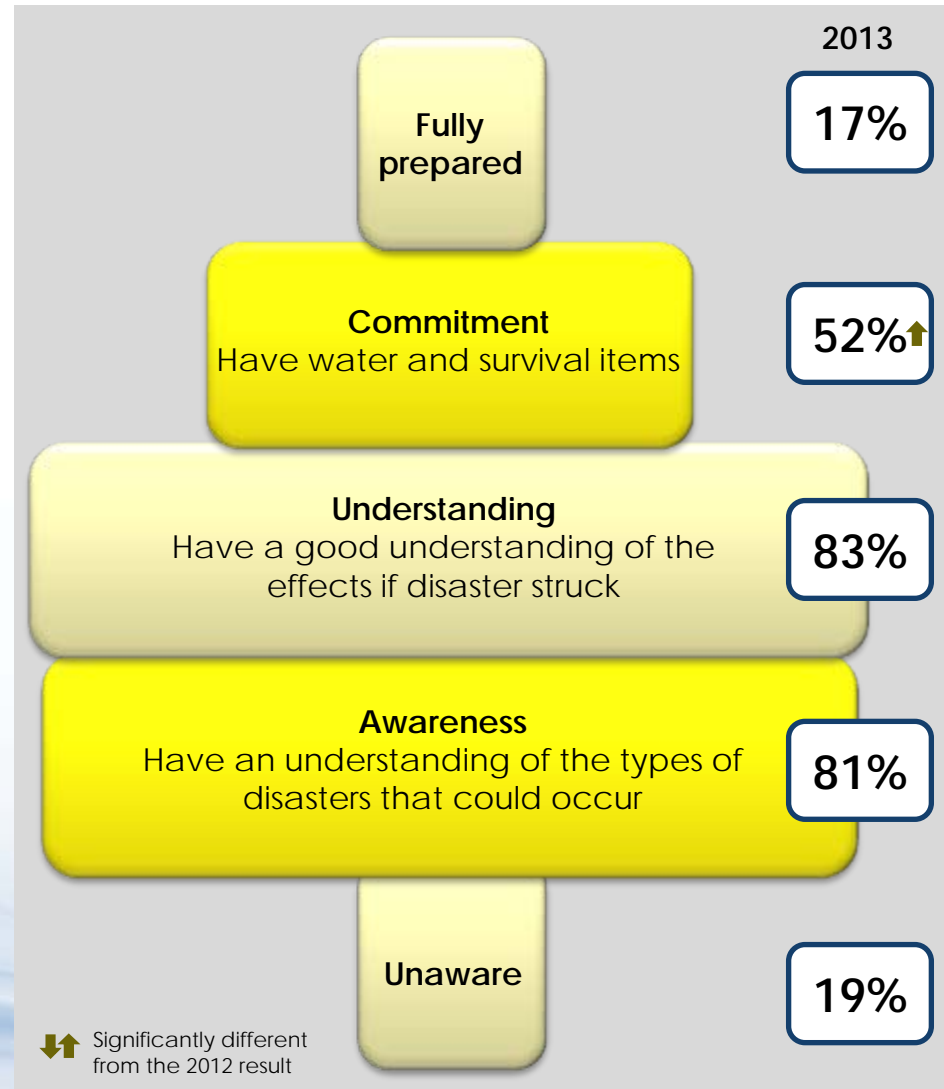 2013
Fully
prepared
17%
Commitment
Have water and survival items
52%
Understanding
Have a good understanding of the
effects if disaster struck
83%
Awareness
Have an understanding of the types of
disasters that could occur
81%
Unaware
19%
Significantly different
from the 2012 result